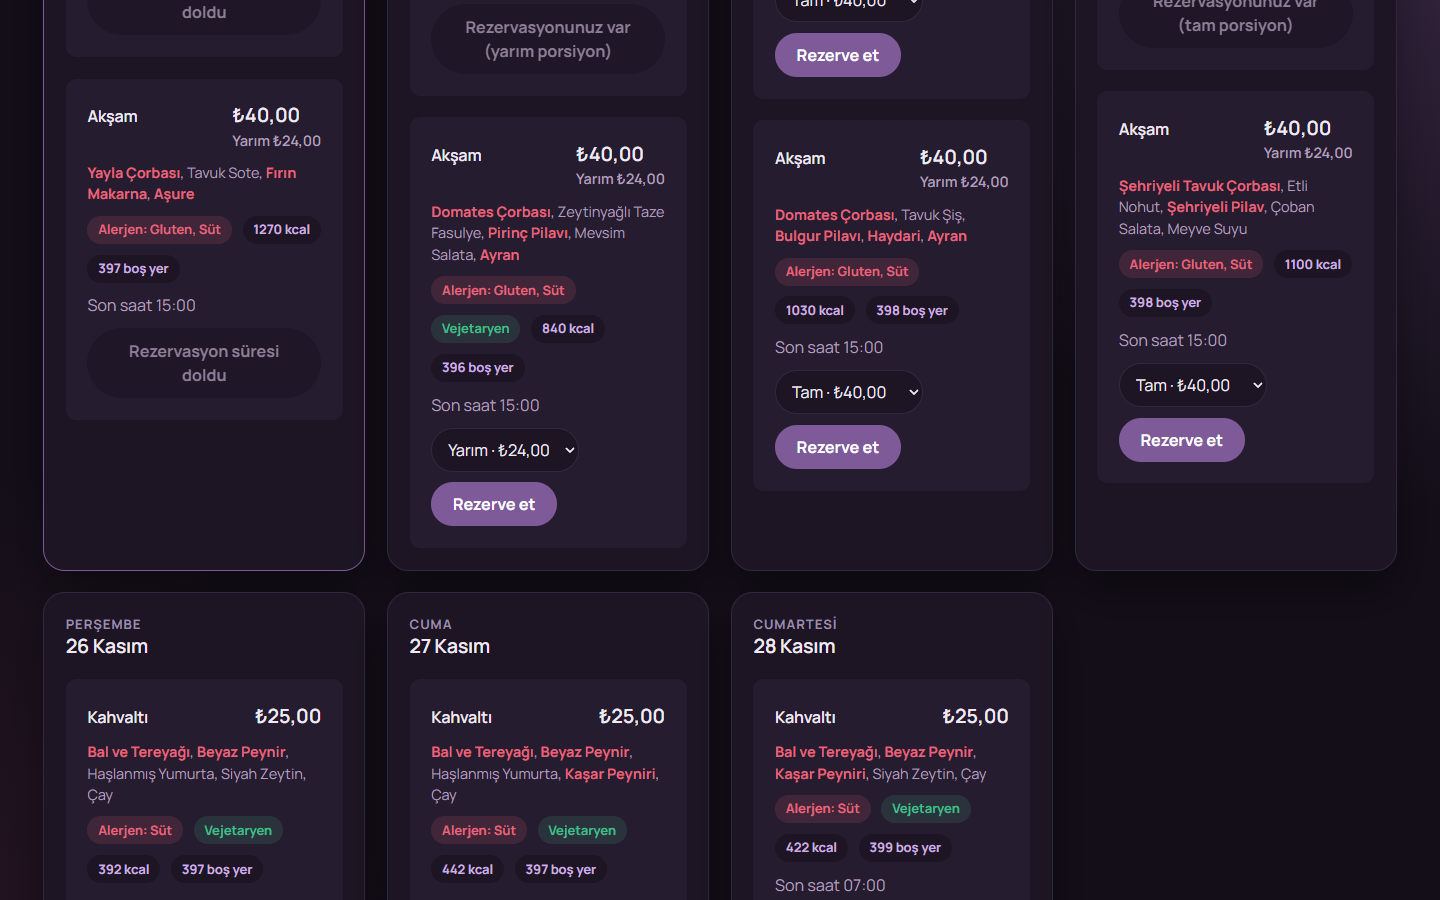 doldu
Akşam
₺40,00
Yarım ₺24,00
Yayla Çorbası, Tavuk Sote, Fırın
Makarna, Aşure
Alerjen: Gluten, Süt
1270 kcal
397 boş yer
Son saat 15:00
Rezervasyon süresi
doldu
Rezervasyonunuz var
(yarım porsiyon)
Akşam
₺40,00
Yarım ₺24,00
Domates Çorbası, Zeytinyağlı Taze
Fasulye, Pirinç Pilavı, Mevsim
Salata, Ayran
Alerjen: Gluten, Süt
Vejetaryen
840 kcal
396 boş yer
Son saat 15:00
Yarım · ₺24,00
Rezerve et
Tam · ₺40,00
Rezerve et
Akşam
₺40,00
Yarım ₺24,00
Domates Çorbası, Tavuk Şiş,
Bulgur Pilavı, Haydari, Ayran
Alerjen: Gluten, Süt
1030 kcal
398 boş yer
Son saat 15:00
Tam · ₺40,00
Rezerve et
Rezervasyonunuz var
(tam porsiyon)
Akşam
₺40,00
Yarım ₺24,00
Şehriyeli Tavuk Çorbası, Etli
Nohut, Şehriyeli Pilav, Çoban
Salata, Meyve Suyu
Alerjen: Gluten, Süt
1100 kcal
398 boş yer
Son saat 15:00
Tam · ₺40,00
Rezerve et
PERŞEMBE
26 Kasım
Kahvaltı
₺25,00
Bal ve Tereyağı, Beyaz Peynir,
Haşlanmış Yumurta, Siyah Zeytin,
Çay
Alerjen: Süt
Vejetaryen
392 kcal
397 boş yer
CUMA
27 Kasım
Kahvaltı
₺25,00
Bal ve Tereyağı, Beyaz Peynir,
Haşlanmış Yumurta, Kaşar Peyniri,
Çay
Alerjen: Süt
Vejetaryen
442 kcal
397 boş yer
CUMARTESİ
28 Kasım
Kahvaltı
₺25,00
Bal ve Tereyağı, Beyaz Peynir,
Kaşar Peyniri, Siyah Zeytin, Çay
Alerjen: Süt
Vejetaryen
422 kcal
399 boş yer
Son saat 07:00